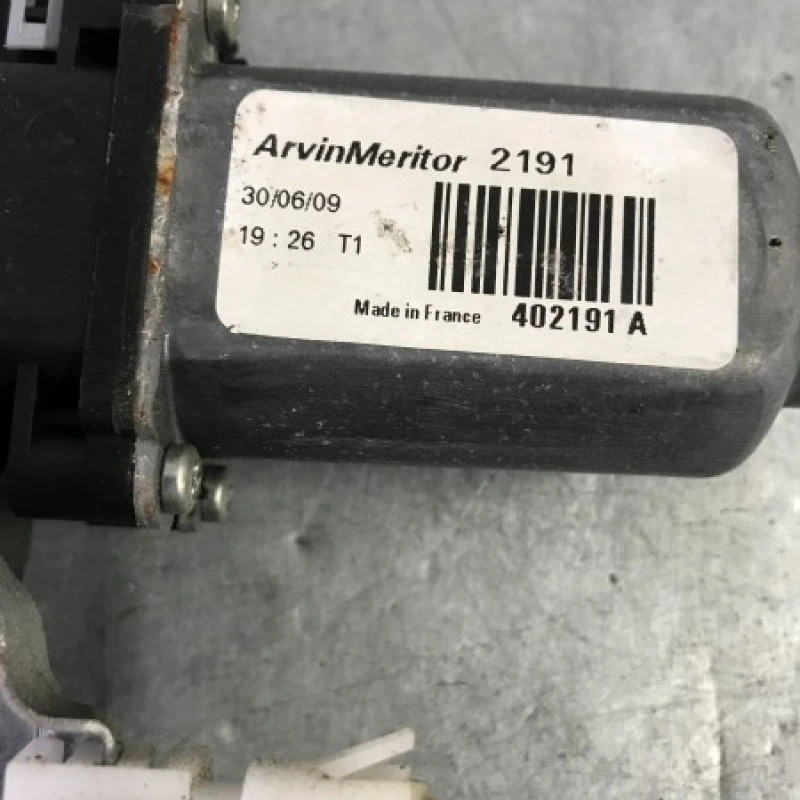 ArvinMeritor 2191
30/06/09
19 : 26 T1
Made in France 402191 A